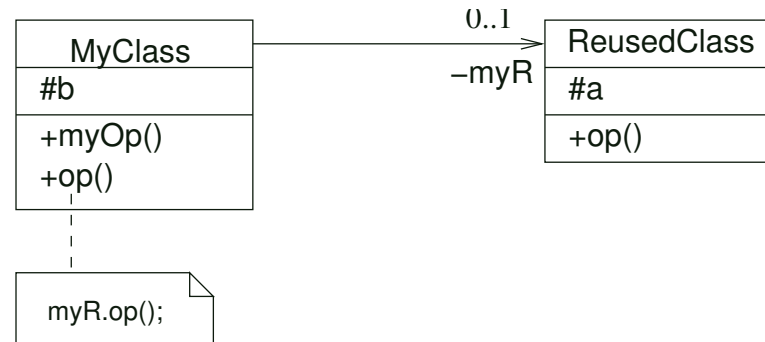 MyClass
#b
+myOp()
+op()
myR.op();
0..1
−myR
ReusedClass
#a
+op()